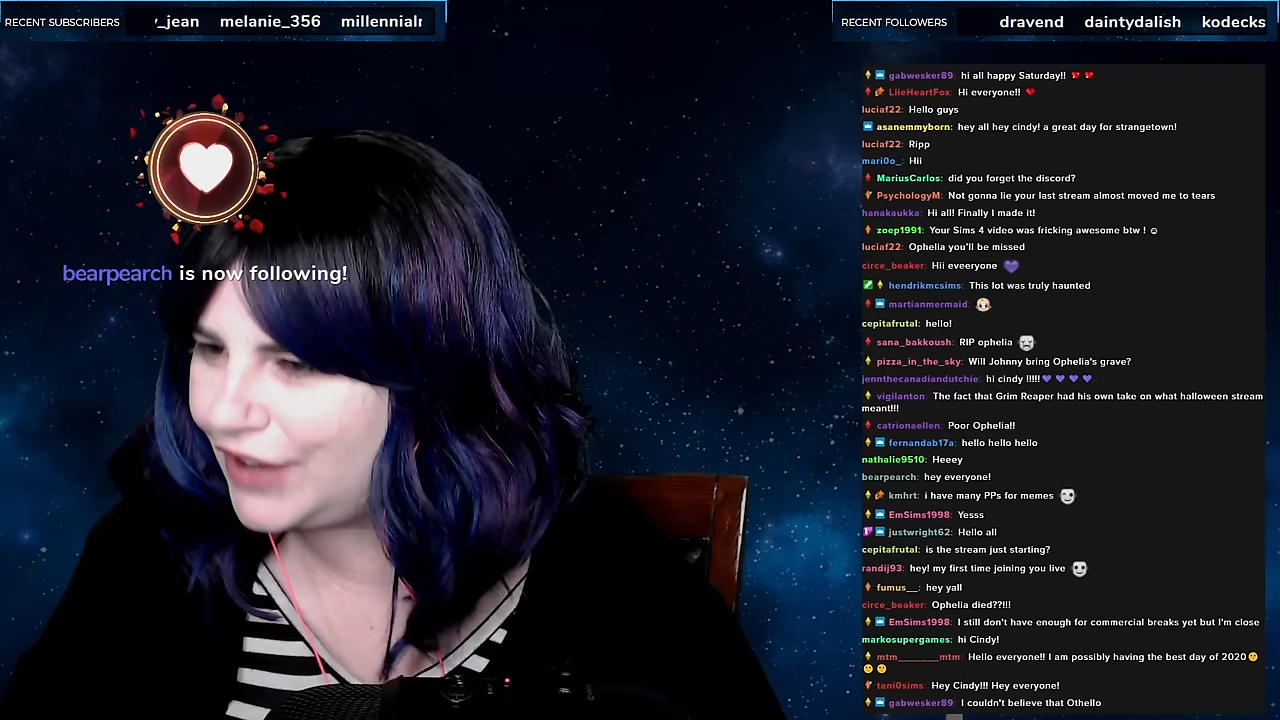 RECENT SUBSCRIBERS _jean melanie_356 millennial
RECENT FOLLOWERS dravend daintydalish kodecks
bearpearch is now following!
gabwesker89: hi all happy Saturday!!
LiieHeartFox: Hi everyone!!
luciaf22: Hello guys
asanemmyborn: hey all hey cindy! a great day for strangetown!
luciaf22: Ripp
mari0o_: Hii
MariusCarlos: did you forget the discord?
PsychologyM: Not gonna lie your last stream almost moved me to tears
hanakaukka: Hi all! Finally I made it!
zoep1991: Your Sims 4 video was fricking awesome btw ! ☺
luciaf22: Ophelia you'll be missed
circe_beaker: Hii eveeryone
hendrikmcsims: This lot was truly haunted
martianmermaid:
cepitafrutal: hello!
sana_bakkoush: RIP ophelia
pizza_in_the_sky: Will Johnny bring Ophelia's grave?
jennthecanadiandutchie: hi cindy !!!!!
vigilanton: The fact that Grim Reaper had his own take on what halloween stream
meant!!!
catrionaellen: Poor Ophelia!!
fernandab17a: hello hello hello
nathalie9510: Heeey
bearpearch: hey everyone!
kmhrt: i have many PPs for memes
EmSims1998: Yesss
justwright62: Hello all
cepitafrutal: is the stream just starting?
randij93: hey! my first time joining you live
fumus__: hey yall
circe_beaker: Ophelia died??!!!
EmSims1998: I still don't have enough for commercial breaks yet but I'm close
markosupergames: hi Cindy!
mtm_______mtm: Hello everyone!! I am possibly having the best day of 2020
tani0sims: Hey Cindy!!! Hey everyone!
gabwesker89: I couldn't believe that Othello